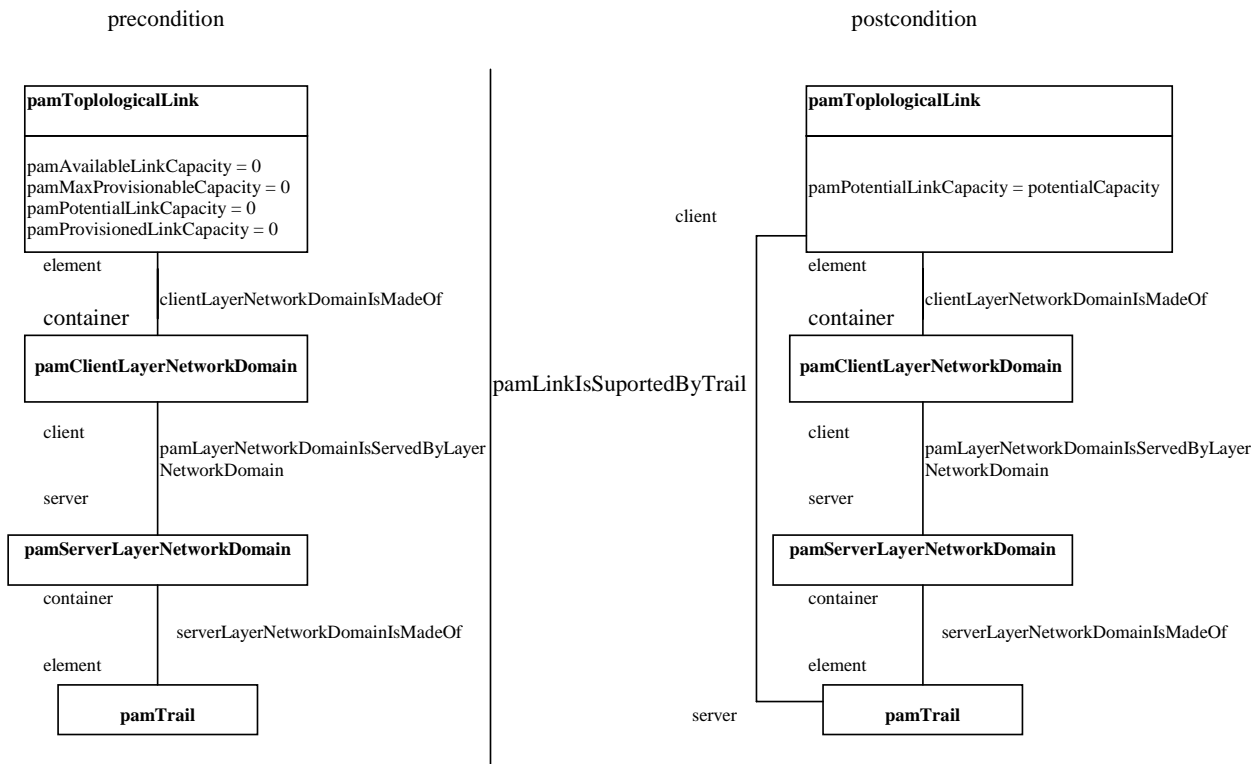 precondition
pamToplologicalLink
pamAvailableLinkCapacity = 0
pamMaxProvisionableCapacity = 0
pamPotentialLinkCapacity = 0
pamProvisionedLinkCapacity = 0
element
clientLayerNetworkDomainIsMadeOf
container
pamClientLayerNetworkDomain
client
pamLayerNetworkDomainIsServedByLayer
NetworkDomain
server
pamServerLayerNetworkDomain
container
serverLayerNetworkDomainIsMadeOf
element
pamTrail
postcondition
pamToplologicalLink
pamPotentialLinkCapacity = potentialCapacity
client
element
clientLayerNetworkDomainIsMadeOf
container
pamClientLayerNetworkDomain
pamLinkIsSuportedByTrail
client
pamLayerNetworkDomainIsServedByLayer
NetworkDomain
server
pamServerLayerNetworkDomain
container
serverLayerNetworkDomainIsMadeOf
element
server
pamTrail